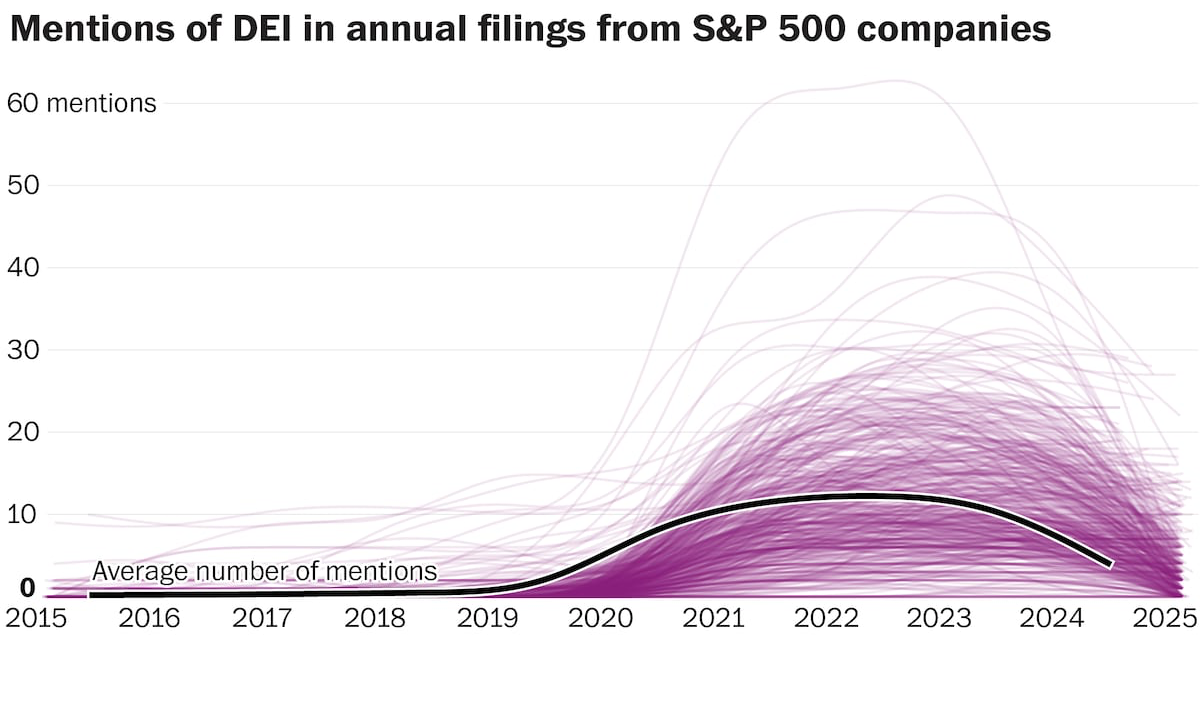 Mentions of DEI in annual filings from S&P 500 companies
60 mentions
50
40
30
20
10
Average number of mentions
0
2015 2016 2017 2018 2019 2020 2021 2022 2023 2024 2025